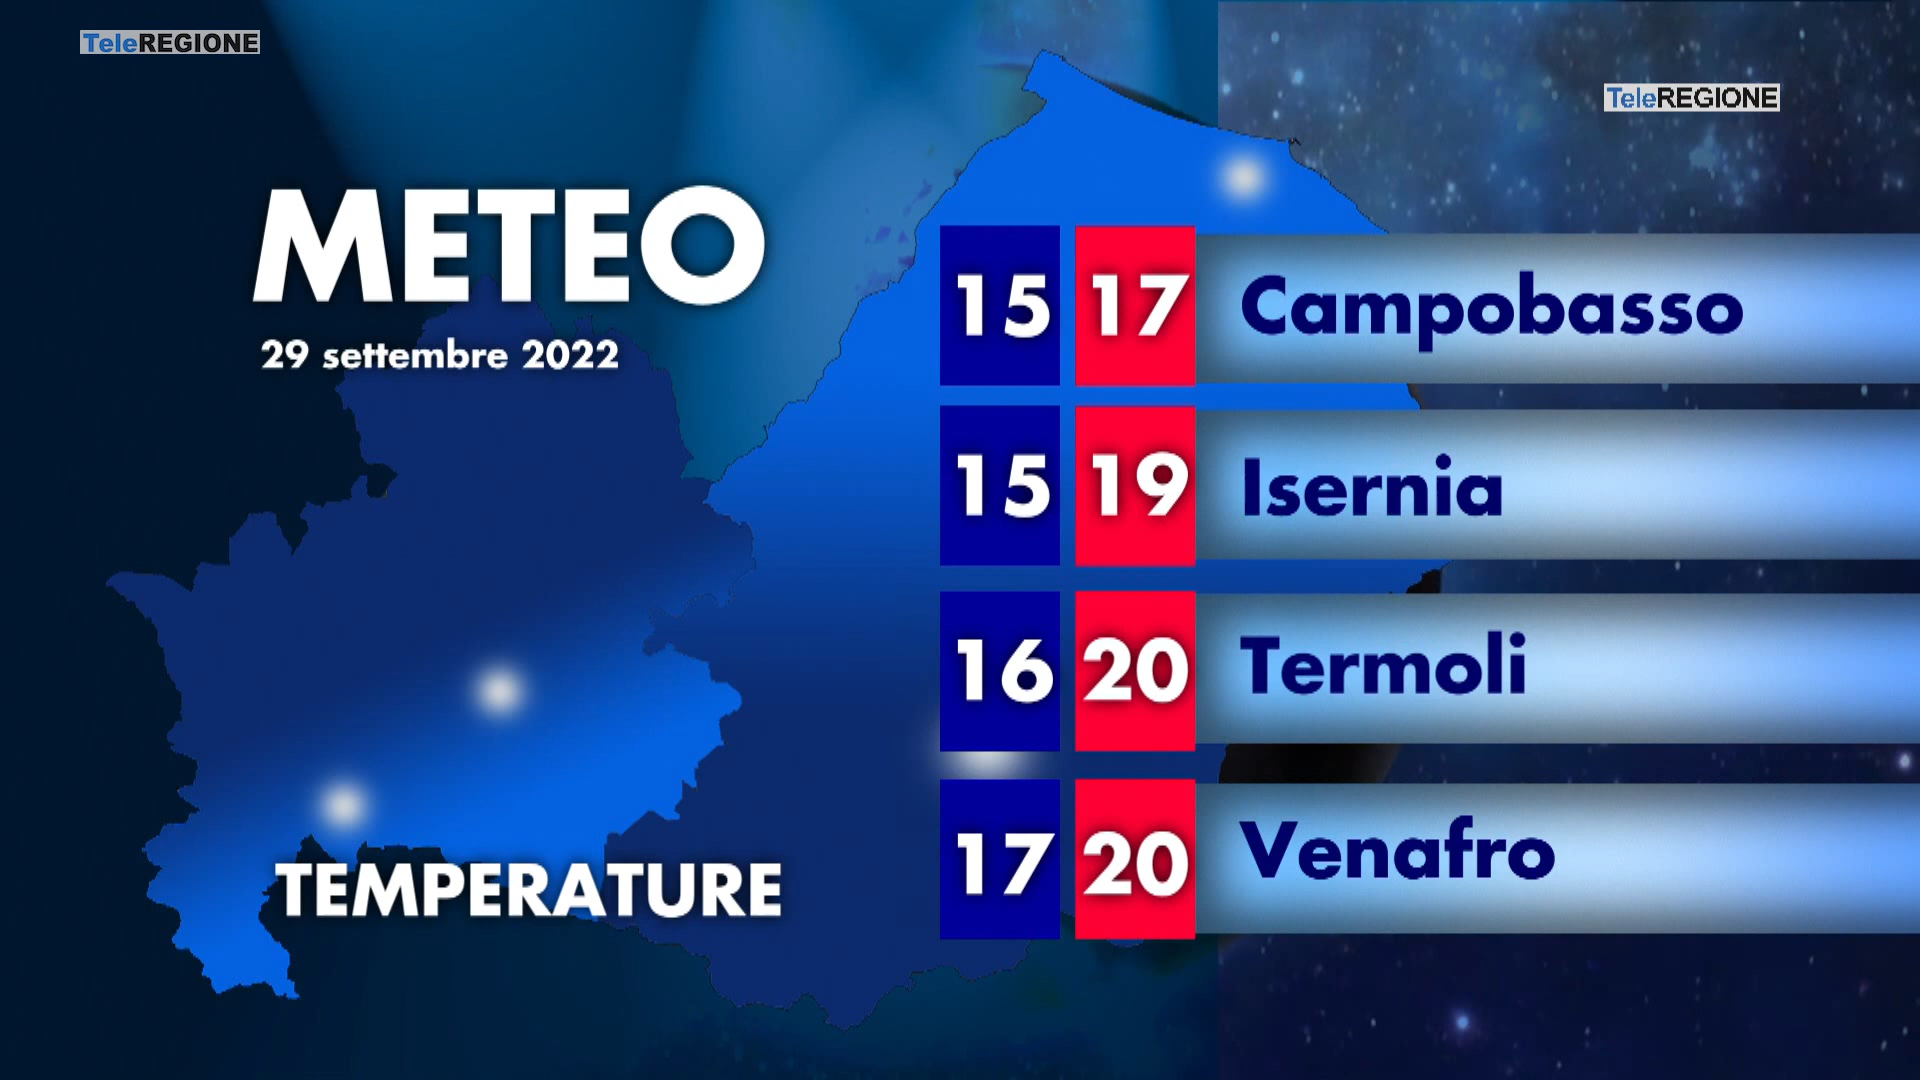 TeleREGIONE
TeleREGIONE
METEO
29 settembre 2022
15 17 Campobasso
15 19 Isernia
16 20 Termoli
17 20 Venafro
TEMPERATURE